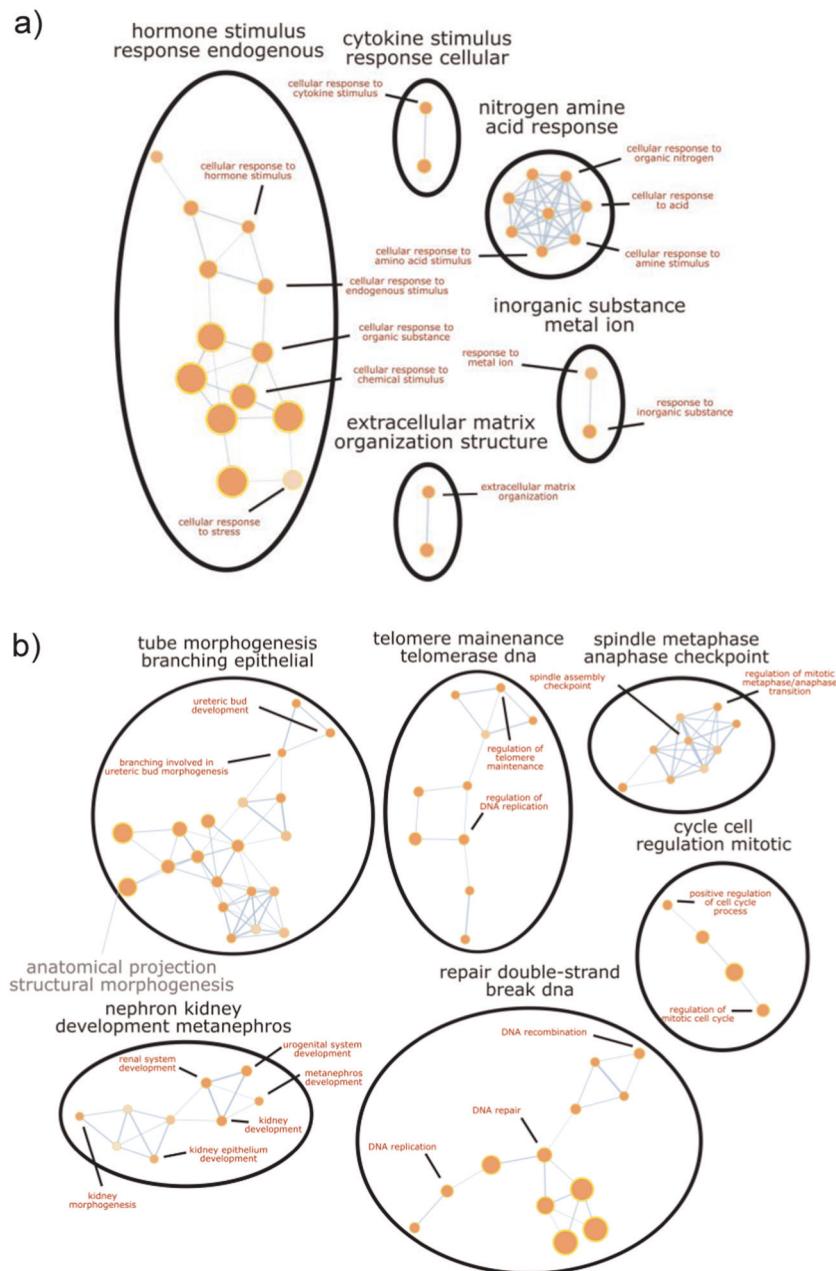 a)
hormone stimulus
response endogenous
cytokine stimulus
response cellular
cellular response to
cytokine stimulus
nitrogen amine
acid response
cellular response to
organic nitrogen
cellular response to
hormone stimulus
cellular response
to acid
cellular response to
amino acid stimulus
cellular response to
amine stimulus
cellular response to
endogenous stimulus
inorganic substance
metal ion
cellular response to
organic substance
response to
metal ion
cellular response to
chemical stimulus
response to
inorganic substance
extracellular matrix
organization structure
extracellular matrix
organization
cellular response
to stress
b)
tube morphogenesis
branching epithelial
telomere mainenance
telomerase dna
spindle metaphase
anaphase checkpoint
ureteric bud
development
spindle assembly
checkpoint
regulation of mitotic
metaphase/anaphase
transition
branching involved in
ureteric bud morphogenesis
regulation of
telomere
maintenance
regulation of
DNA replication
cycle cell
regulation mitotic
positive regulation
of cell cycle
process
regulation of
mitotic cell cycle
anatomical projection
structural morphogenesis
nephron kidney
development metanephros
repair double-strand
break dna
urogenital system
development
renal system
development
metanephros
development
kidney
development
kidney epithelium
development
kidney
morphogenesis
DNA recombination
DNA repair
DNA replication